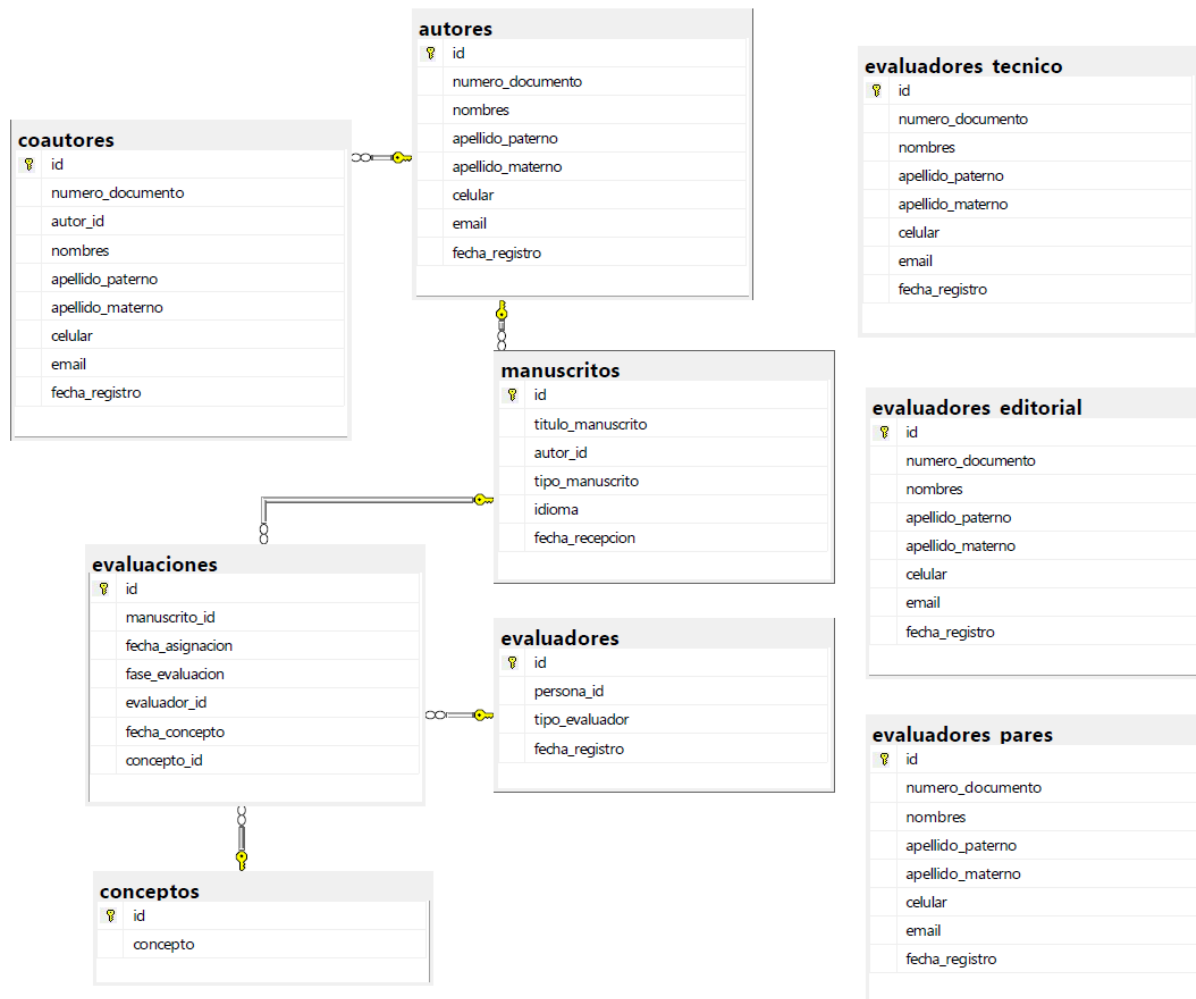 autores
id
numero_documento
nombres
apellido_paterno
apellido_materno
celular
email
fecha_registro
evaluadores_tecnico
id
numero_documento
nombres
apellido_paterno
apellido_materno
celular
email
fecha_registro
coautores
id
numero_documento
autor_id
nombres
apellido_paterno
apellido_materno
celular
email
fecha_registro
manuscritos
id
titulo_manuscrito
autor_id
tipo_manuscrito
idioma
fecha_recepcion
evaluadores_editorial
id
numero_documento
nombres
apellido_paterno
apellido_materno
celular
email
fecha_registro
evaluaciones
id
manuscrito_id
fecha_asignacion
fase_evaluacion
evaluador_id
fecha_concepto
concepto_id
evaluadores
id
persona_id
tipo_evaluador
fecha_registro
evaluadores_pares
id
numero_documento
nombres
apellido_paterno
apellido_materno
celular
email
fecha_registro
conceptos
id
concepto